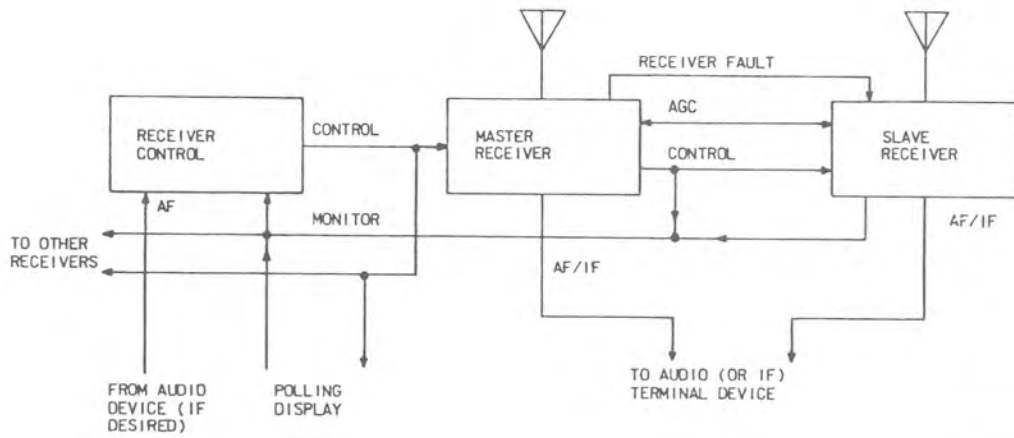 RECEIVER FAULT
RECEIVER
CONTROL
CONTROL
MASTER
RECEIVER
AGC
CONTROL
SLAVE
RECEIVER
AF
MONITOR
TO OTHER
RECEIVERS
AF/IF
AF/IF
FROM AUDIO
DEVICE (IF
DESIRED)
POLLING
DISPLAY
TO AUDIO (OR IF)
TERMINAL DEVICE